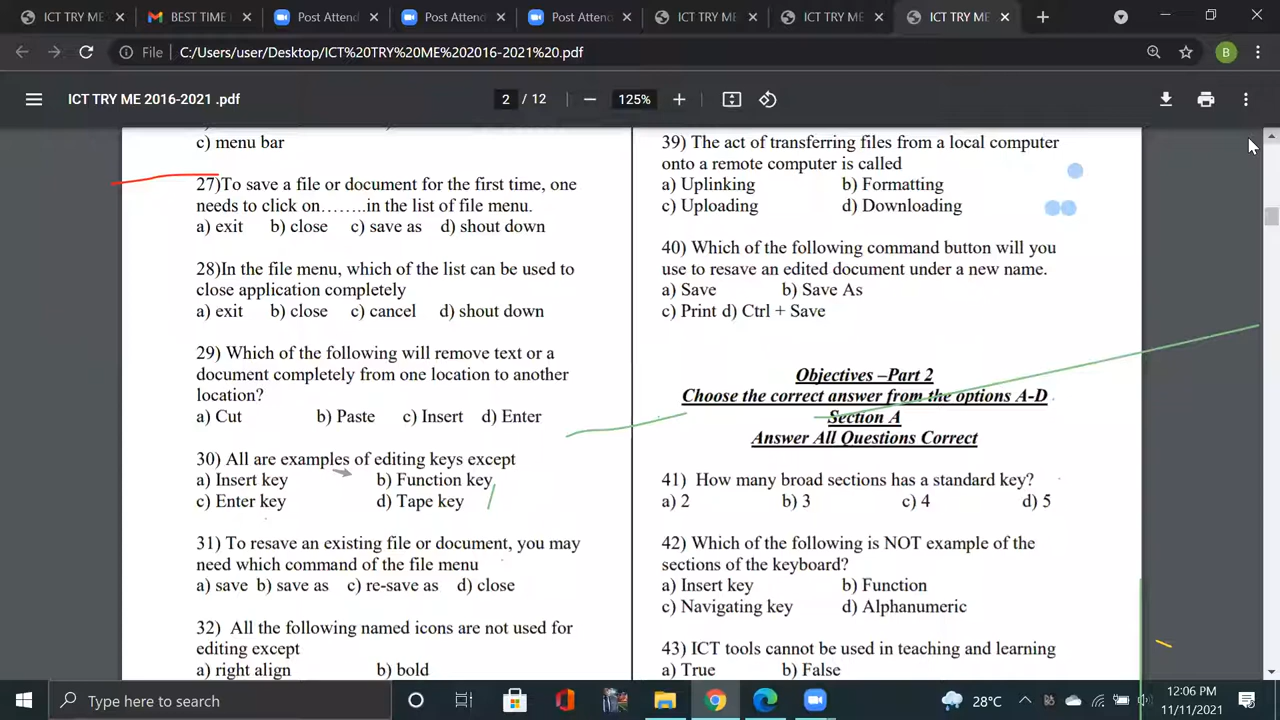 ICT TRY ME
BEST TIME
Post Attend
Post Attend
Post Attend
ICT TRY ME
ICT TRY ME
ICT TRY ME
File
C:/Users/user/Desktop/ICT%20TRY%20ME%202016-2021%20.pdf
B
ICT TRY ME 2016-2021 .pdf
2 / 12
125%
c) menu bar
27)To save a file or document for the first time, one
needs to click on……..in the list of file menu.
a) exit b) close c) save as d) shout down
28)In the file menu, which of the list can be used to
close application completely
a) exit b) close c) cancel d) shout down
29) Which of the following will remove text or a
document completely from one location to another
location?
a) Cut b) Paste c) Insert d) Enter
30) All are examples of editing keys except
a) Insert key b) Function key
c) Enter key d) Tape key
31) To resave an existing file or document, you may
need which command of the file menu
a) save b) save as c) re-save as d) close
32) All the following named icons are not used for
editing except
a) right align b) bold
39) The act of transferring files from a local computer
onto a remote computer is called
a) Uplinking b) Formatting
c) Uploading d) Downloading
40) Which of the following command button will you
use to resave an edited document under a new name.
a) Save b) Save As
c) Print d) Ctrl + Save
Objectives –Part 2
Choose the correct answer from the options A-D
Section A
Answer All Questions Correct
41) How many broad sections has a standard key?
a) 2 b) 3 c) 4 d) 5
42) Which of the following is NOT example of the
sections of the keyboard?
a) Insert key b) Function
c) Navigating key d) Alphanumeric
43) ICT tools cannot be used in teaching and learning
a) True b) False
Type here to search
28°C
12:06 PM
11/11/2021